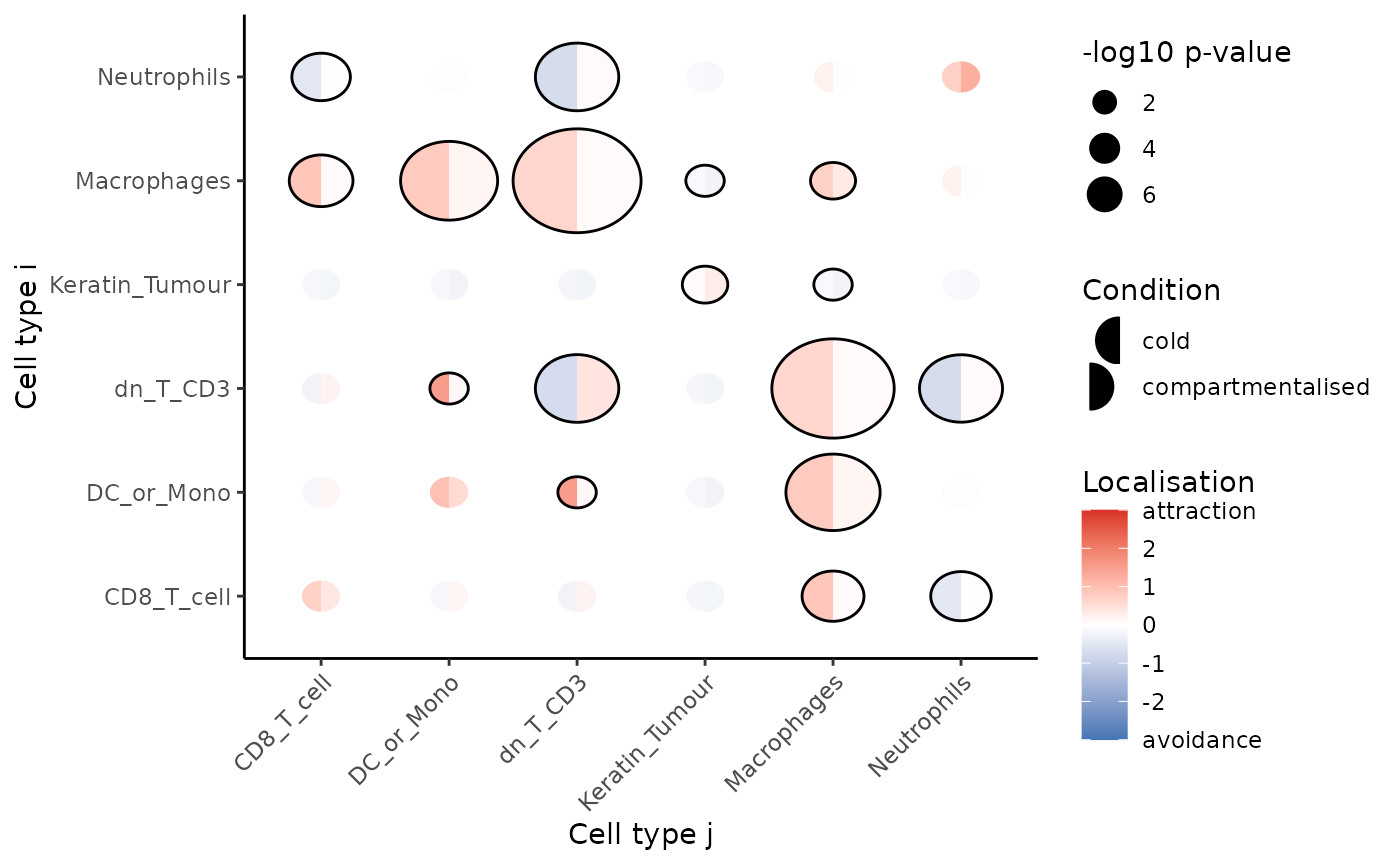 Cell type i
Neutrophils
Macrophages
Keratin_Tumour
dn_T_CD3
DC_or_Mono
CD8_T_cell
CD8_T_cell
DC_or_Mono
dn_T_CD3
Keratin_Tumour
Macrophages
Neutrophils
Cell type j
-log10 p-value
2
4
6
Condition
cold
compartmentalised
Localisation
attraction
2
1
0
-1
-2
avoidance